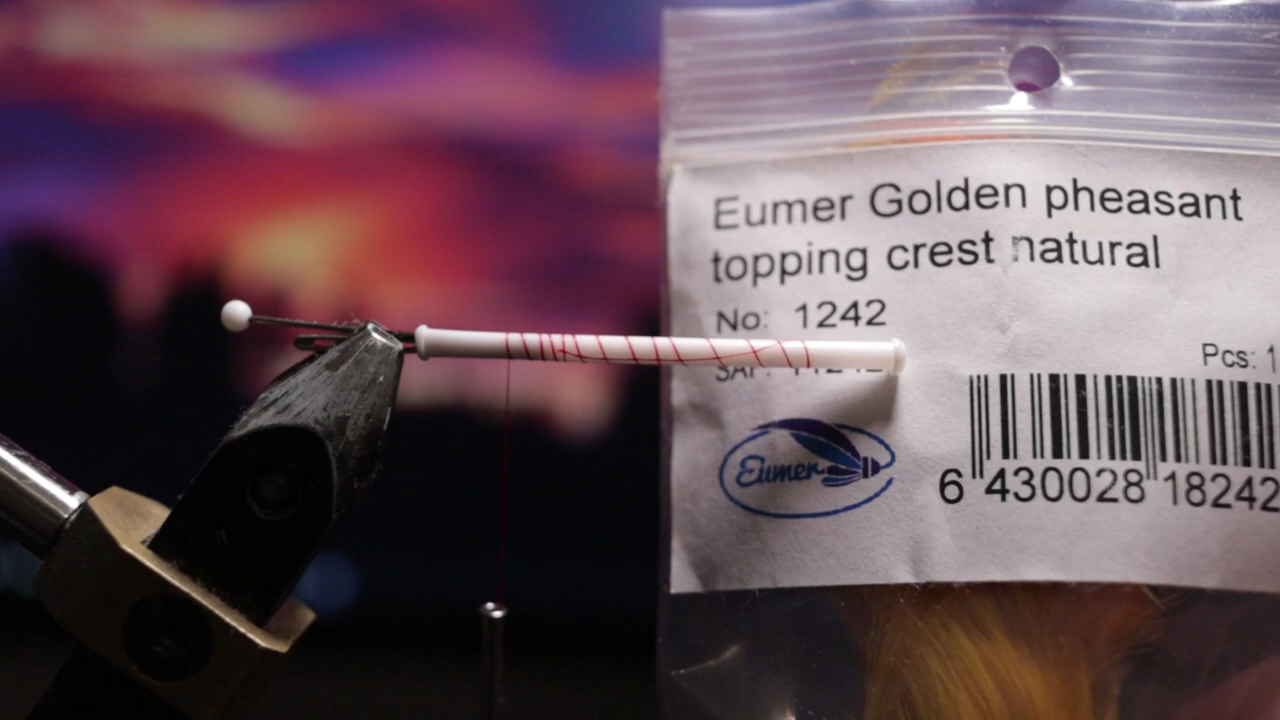 Eumer Golden pheasant
topping crest natural
No: 1242
Pcs: 1
Eumer
6 430028 18242